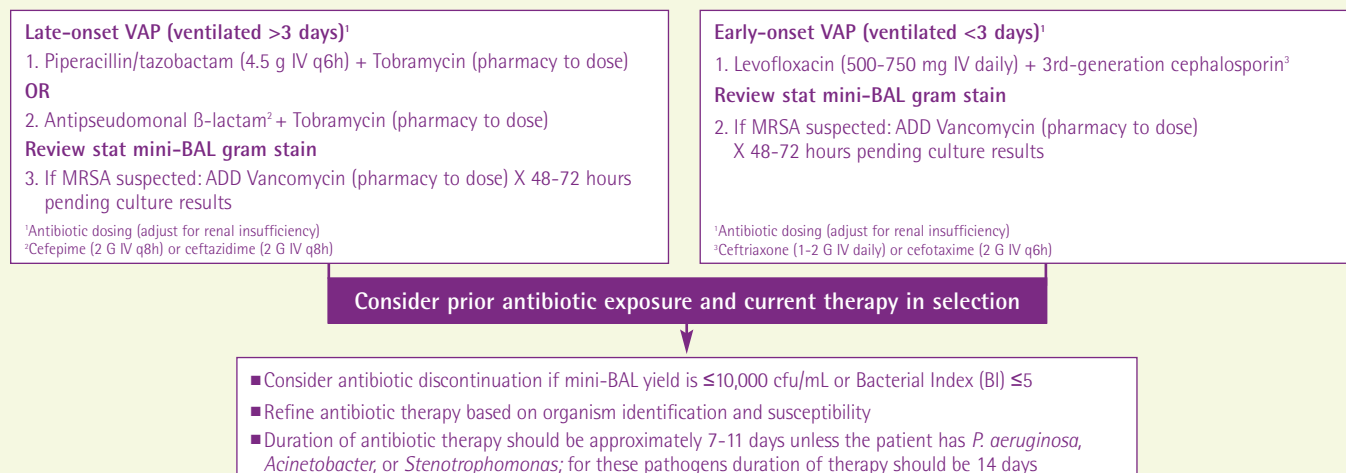 Late-onset VAP (ventilated >3 days)¹
1. Piperacillin/tazobactam (4.5 g IV q6h) + Tobramycin (pharmacy to dose)
OR
2. Antipseudomonal ß-lactam² + Tobramycin (pharmacy to dose)
Review stat mini-BAL gram stain
3. If MRSA suspected: ADD Vancomycin (pharmacy to dose) X 48-72 hours
pending culture results
¹Antibiotic dosing (adjust for renal insufficiency)
²Cefepime (2 G IV q8h) or ceftazidime (2 G IV q8h)
Early-onset VAP (ventilated <3 days)¹
1. Levofloxacin (500-750 mg IV daily) + 3rd-generation cephalosporin³
Review stat mini-BAL gram stain
2. If MRSA suspected: ADD Vancomycin (pharmacy to dose)
X 48-72 hours pending culture results
¹Antibiotic dosing (adjust for renal insufficiency)
³Ceftriaxone (1-2 G IV daily) or cefotaxime (2 G IV q6h)
Consider prior antibiotic exposure and current therapy in selection
■ Consider antibiotic discontinuation if mini-BAL yield is ≤10,000 cfu/mL or Bacterial Index (BI) ≤5
■ Refine antibiotic therapy based on organism identification and susceptibility
■ Duration of antibiotic therapy should be approximately 7-11 days unless the patient has P. aeruginosa,
Acinetobacter, or Stenotrophomonas; for these pathogens duration of therapy should be 14 days